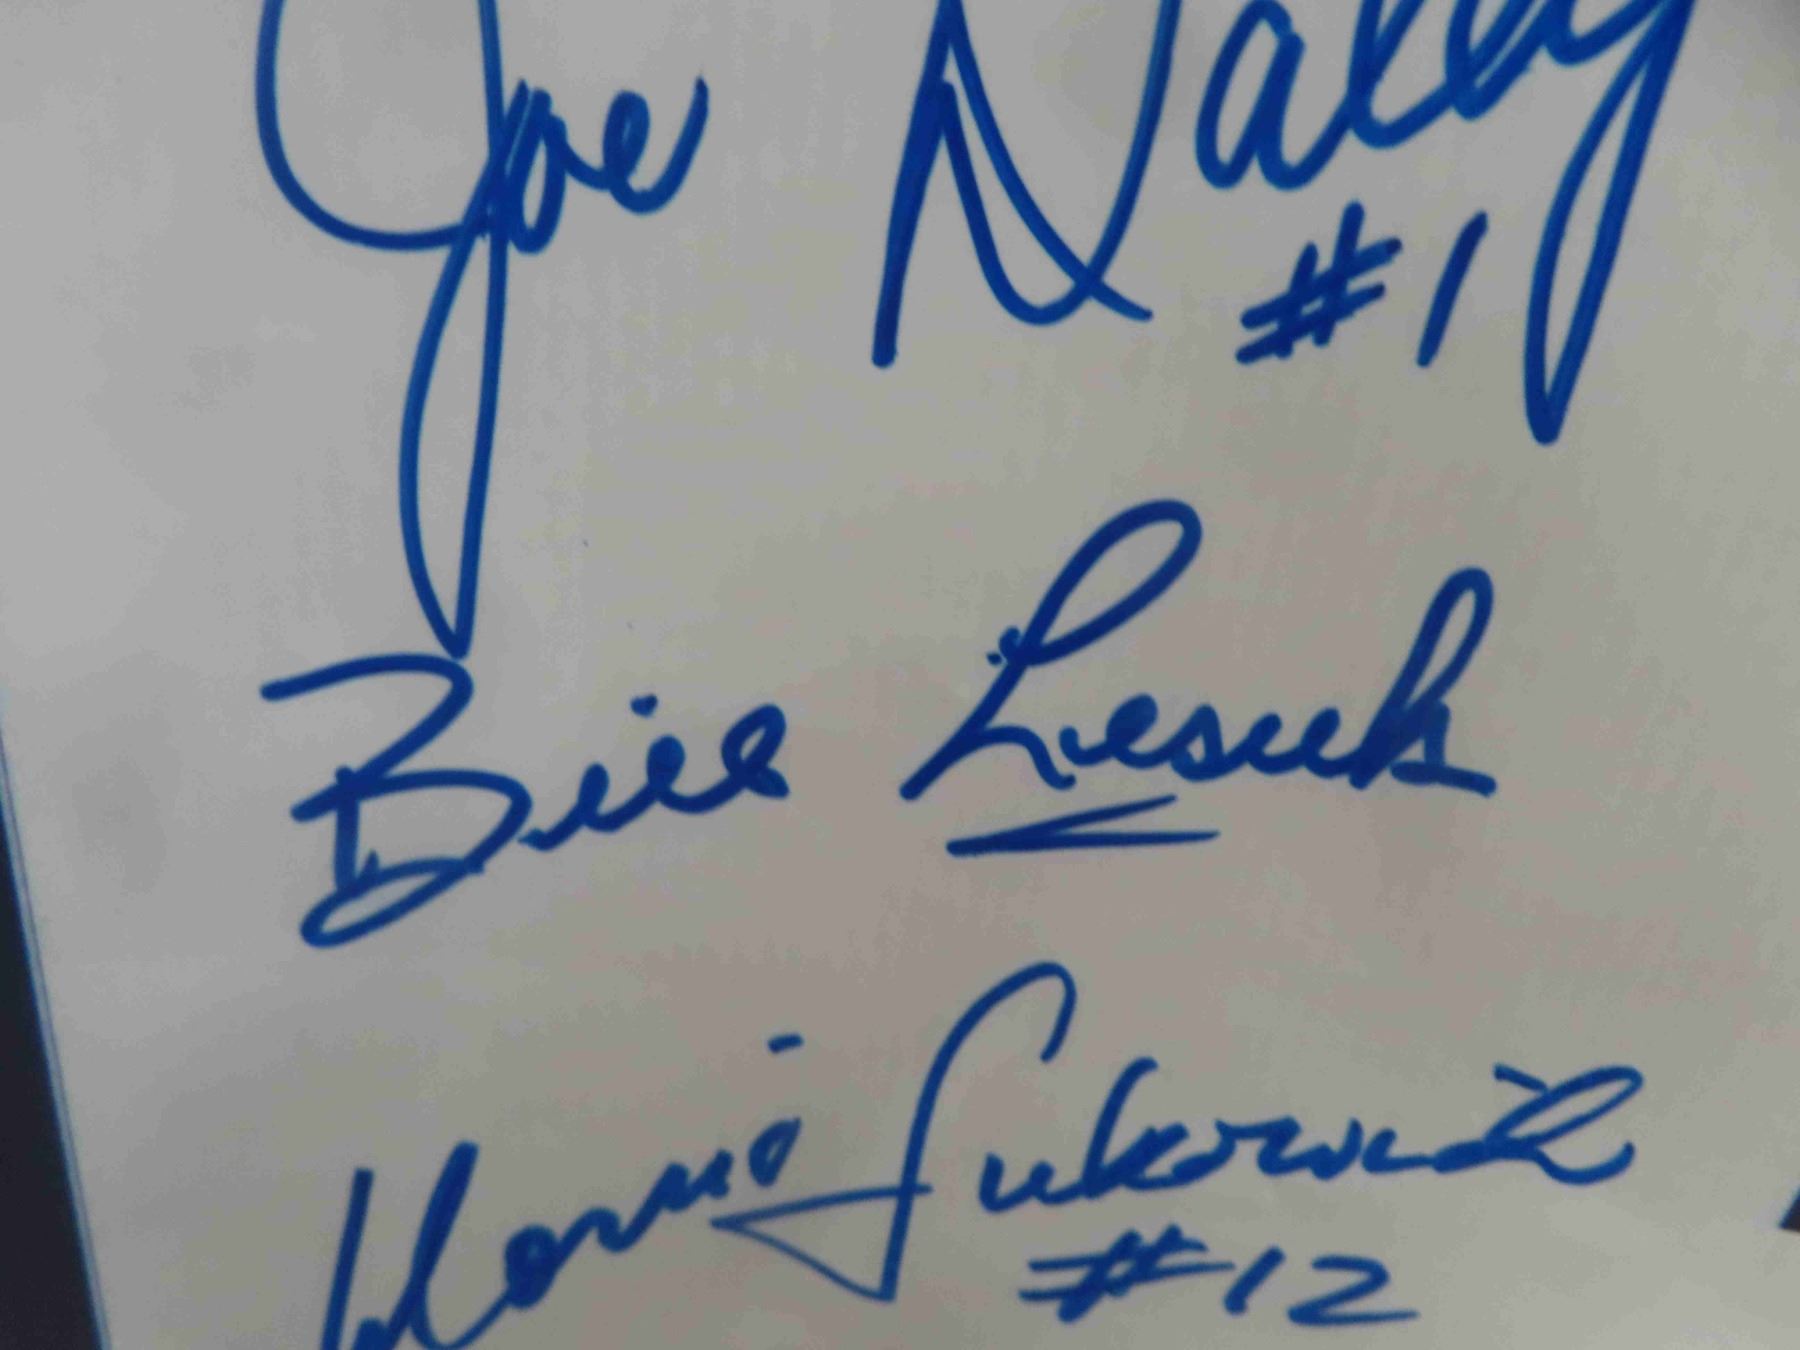 Joe Daley
#1
Bill Lesuk
Morris Lukowich
#12